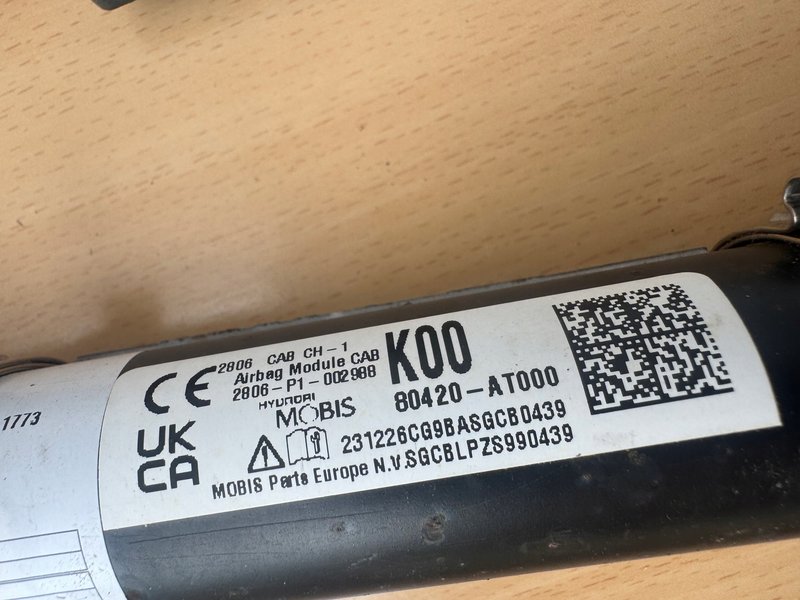 2806 CAB CH-1
Airbag Module CAB
2806-P1-002988
K00
80420-AT000
HYUNDAI
MOBIS
CE
UK
CA
231226CG9BASGCB0439
MOBIS Parts Europe N.V.SGCBLPZS990439
1773